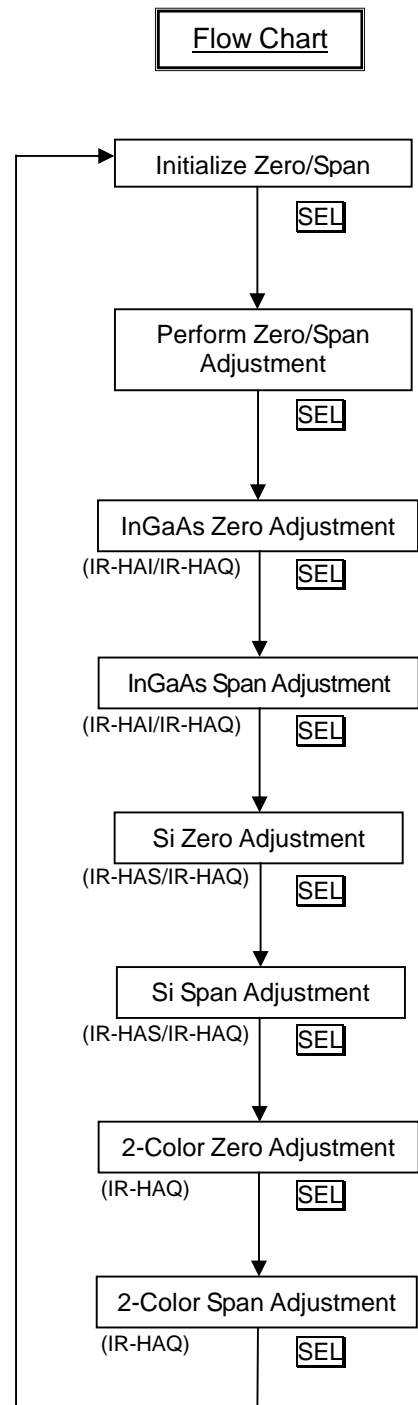 Flow Chart
Initialize Zero/Span
SEL
Perform Zero/Span
Adjustment
SEL
InGaAs Zero Adjustment
(IR-HAI/IR-HAQ)
SEL
InGaAs Span Adjustment
(IR-HAI/IR-HAQ)
SEL
Si Zero Adjustment
(IR-HAS/IR-HAQ)
SEL
Si Span Adjustment
(IR-HAS/IR-HAQ)
SEL
2-Color Zero Adjustment
(IR-HAQ)
SEL
2-Color Span Adjustment
(IR-HAQ)
SEL